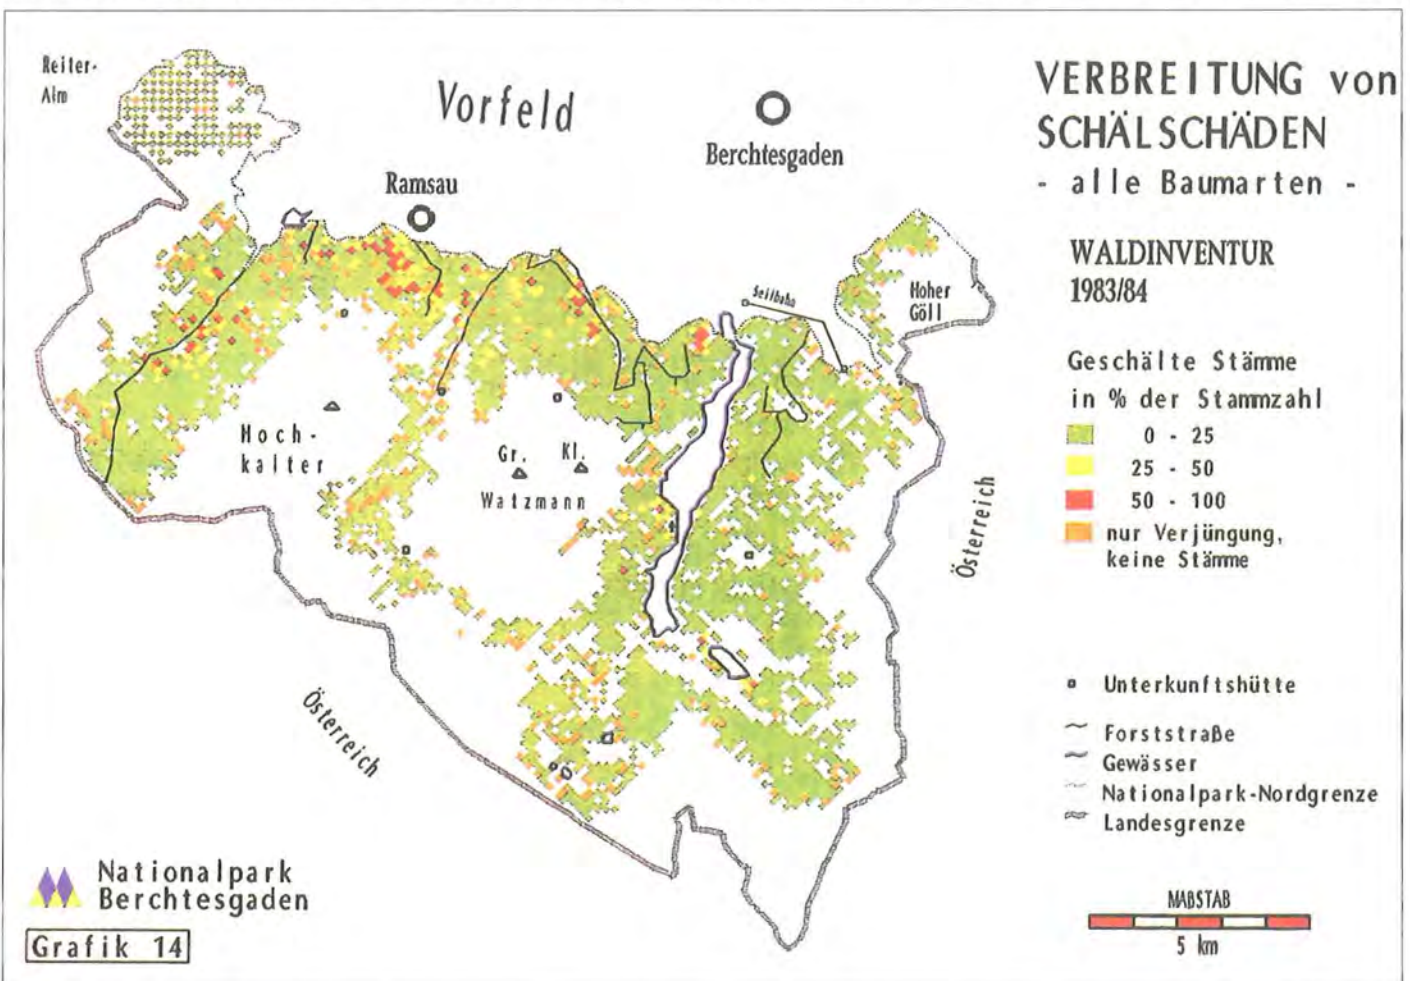 Reiter-
Alm
Vorfeld
Berchtesgaden
Ramsau
Seilbahn
Hoher
Göll
Hoch-
kalter
Gr. Kl.
Watzmann
Österreich
Österreich
VERBREITUNG von
SCHÄLSCHÄDEN
- alle Baumarten -
WALDINVENTUR
1983/84
Geschälte Stämme
in % der Stammzahl
0 - 25
25 - 50
50 - 100
nur Verjüngung,
keine Stämme
Unterkunftshütte
Forststraße
Gewässer
Nationalpark-Nordgrenze
Landesgrenze
MAßSTAB
5 km
Nationalpark
Berchtesgaden
Grafik 14